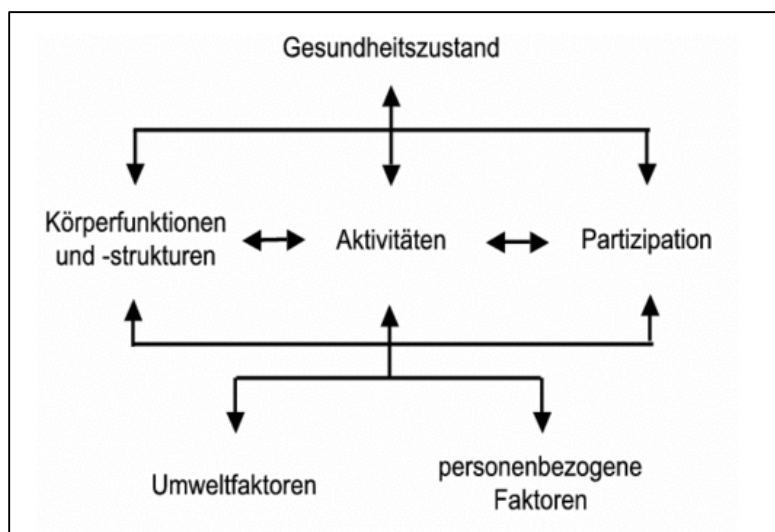 Gesundheitszustand
Körperfunktionen
und -strukturen
Aktivitäten
Partizipation
Umweltfaktoren
personenbezogene
Faktoren